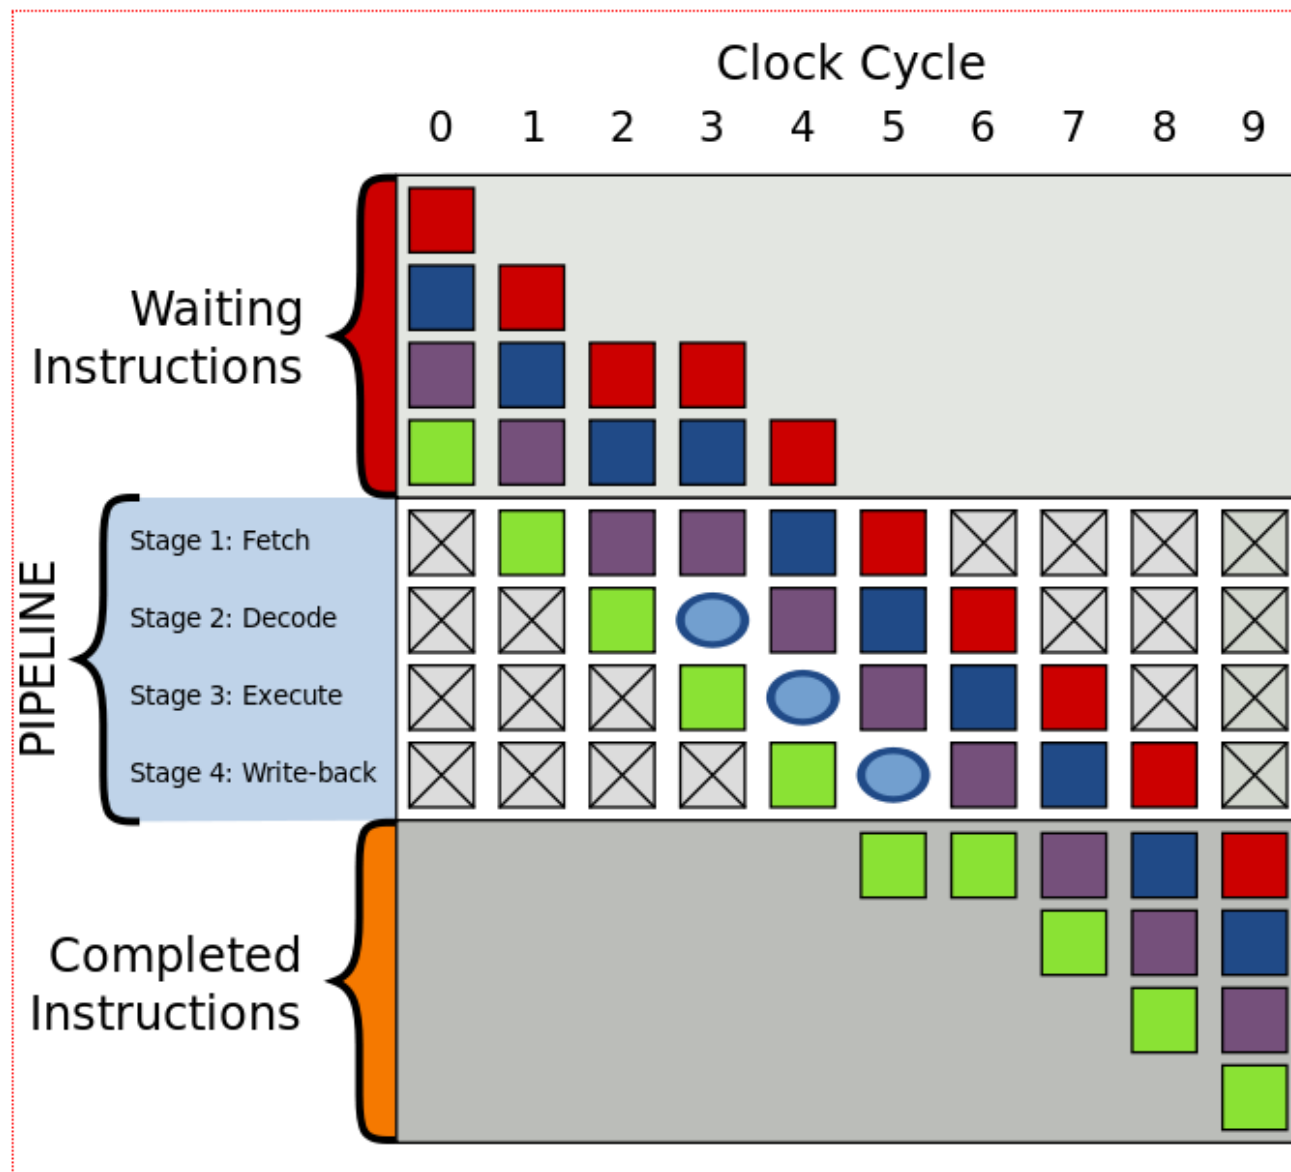 Clock Cycle
0 1 2 3 4 5 6 7 8 9
Waiting
Instructions
PIPELINE
Stage 1: Fetch
Stage 2: Decode
Stage 3: Execute
Stage 4: Write-back
Completed
Instructions